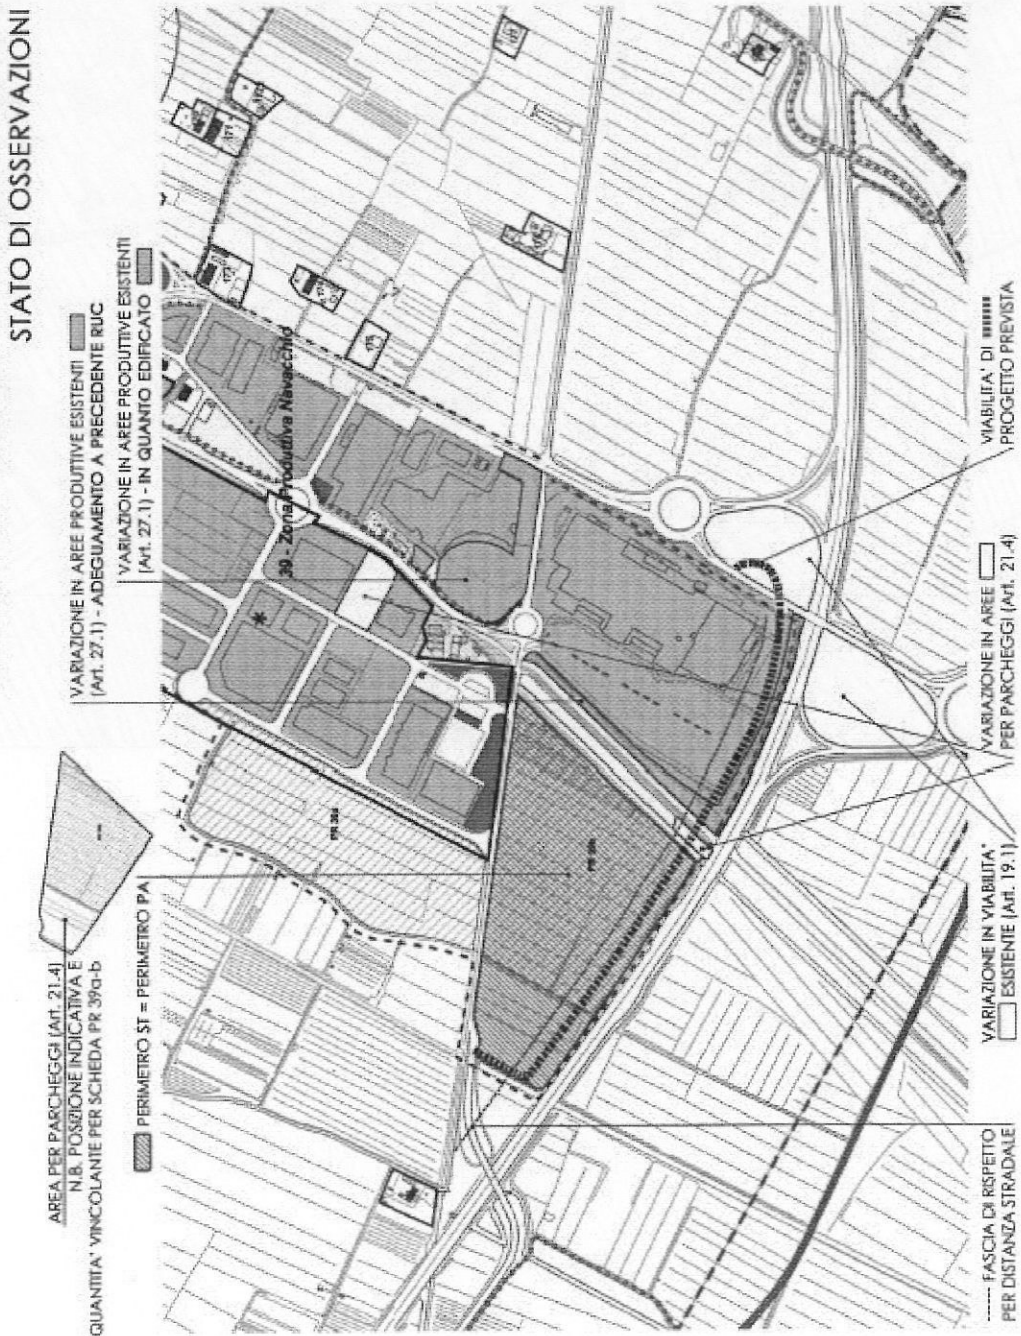 STATO DI OSSERVAZIONI
AREA PER PARCHEGGI (Art. 21.4)
N.B. POSIZIONE INDICATIVA E
QUANTITA' VINCOLANTE PER SCHEDA PR 39a-b
PERIMETRO ST = PERIMETRO PA
VARIAZIONE IN AREE PRODUTTIVE ESISTENTI
(Art. 27.1) - ADEGUAMENTO A PRECEDENTE RUC
VARIAZIONE IN AREE PRODUTTIVE ESISTENTI
(Art. 27.1) - IN QUANTO EDIFICATO
39 - Zona Produttiva Navacchio
171
FASCIA DI RISPETTO
PER DISTANZA STRADALE
VARIAZIONE IN VIABILITA'
ESISTENTE (Art. 19.1)
VARIAZIONE IN AREE
PER PARCHEGGI (Art. 21.4)
VIABILITA' DI
PROGETTO PREVISTA